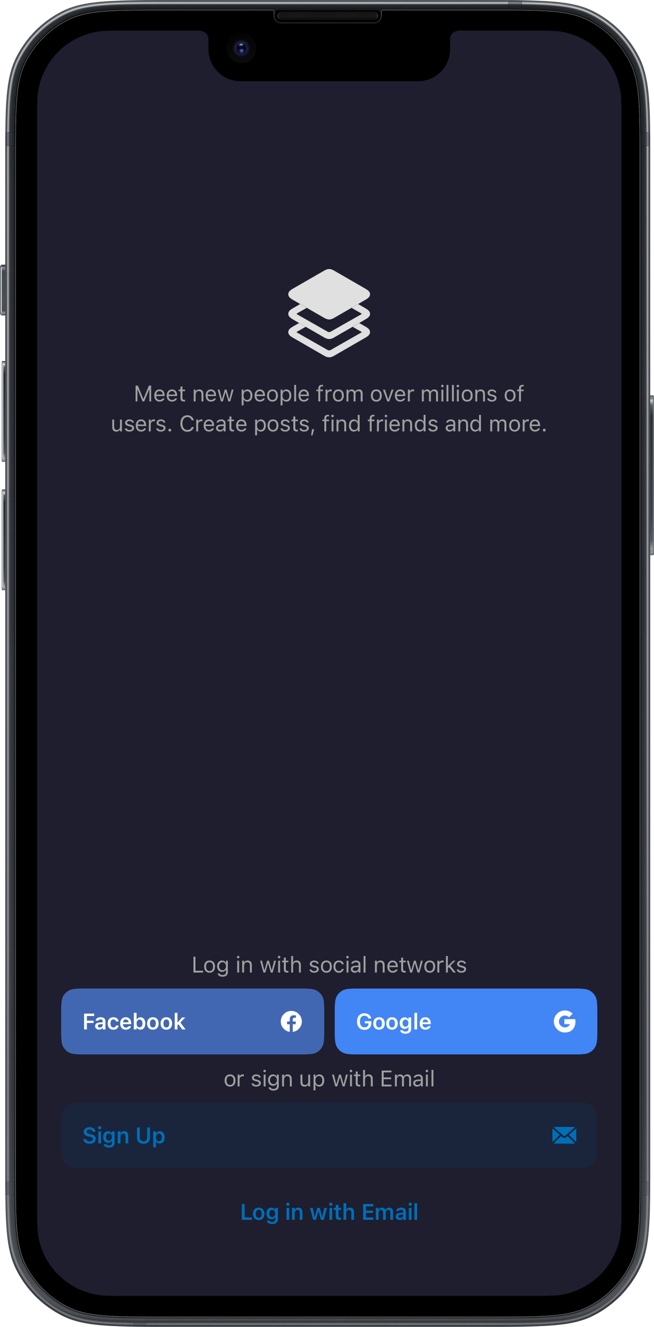 Meet new people from over millions of
users. Create posts, find friends and more.
Log in with social networks
Facebook
Google
or sign up with Email
Sign Up
Log in with Email